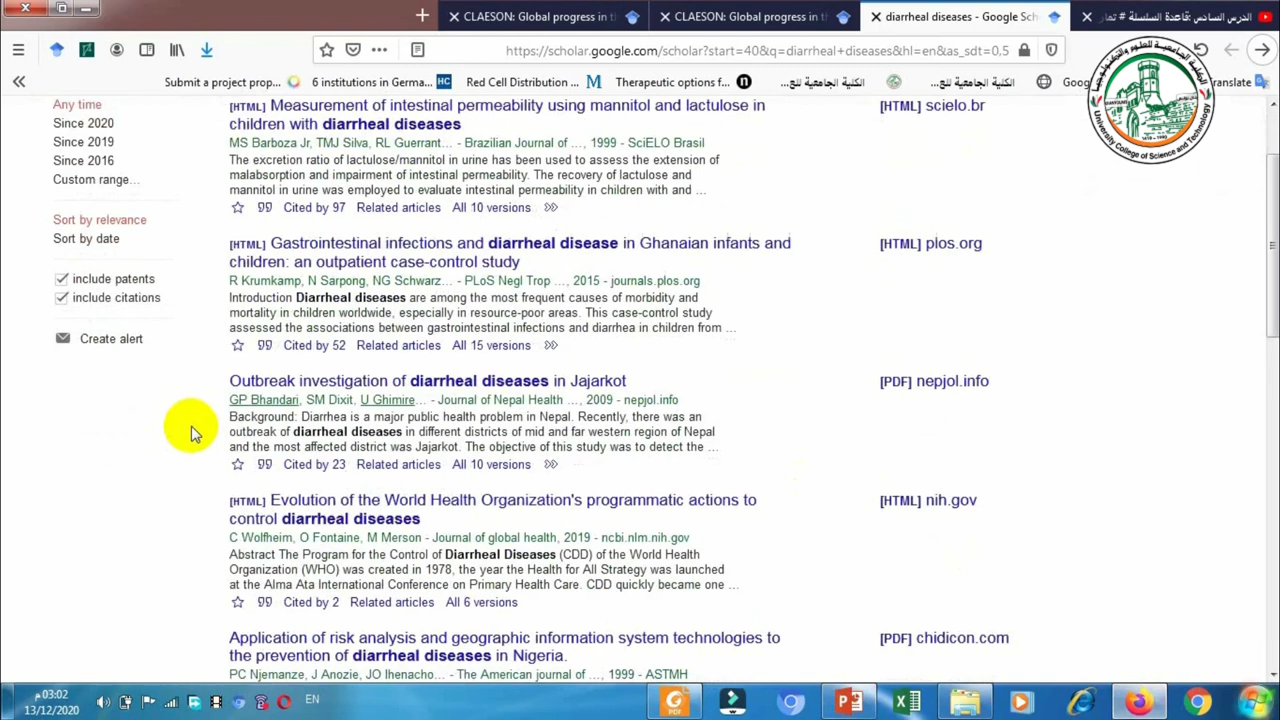 CLAESON: Global progress in th
CLAESON: Global progress in th
diarrheal diseases - Google Sch
الدرس السادس :قاعدة السلسلة # تمار
https://scholar.google.com/scholar?start=40&q=diarrheal+diseases&hl=en&as_sdt=0,5
Submit a project prop...
6 institutions in Germa...
HC
Red Cell Distribution ...
M
Therapeutic options f...
n
الكلية الجامعية للع...
الكلية الجامعية للع...
Goog
Translate
University College of Science and Technology
Any time
Since 2020
Since 2019
Since 2016
Custom range...
Sort by relevance
Sort by date
include patents
include citations
Create alert
[HTML] Measurement of intestinal permeability using mannitol and lactulose in
children with diarrheal diseases
MS Barboza Jr, TMJ Silva, RL Guerrant... - Brazilian Journal of ..., 1999 - SciELO Brasil
The excretion ratio of lactulose/mannitol in urine has been used to assess the extension of
malabsorption and impairment of intestinal permeability. The recovery of lactulose and
mannitol in urine was employed to evaluate intestinal permeability in children with and ...
Cited by 97 Related articles All 10 versions
[HTML] scielo.br
[HTML] Gastrointestinal infections and diarrheal disease in Ghanaian infants and
children: an outpatient case-control study
R Krumkamp, N Sarpong, NG Schwarz... - PLoS Negl Trop ..., 2015 - journals.plos.org
Introduction Diarrheal diseases are among the most frequent causes of morbidity and
mortality in children worldwide, especially in resource-poor areas. This case-control study
assessed the associations between gastrointestinal infections and diarrhea in children from ...
Cited by 52 Related articles All 15 versions
[HTML] plos.org
Outbreak investigation of diarrheal diseases in Jajarkot
GP Bhandari, SM Dixit, U Ghimire... - Journal of Nepal Health ..., 2009 - nepjol.info
Background: Diarrhea is a major public health problem in Nepal. Recently, there was an
outbreak of diarrheal diseases in different districts of mid and far western region of Nepal
and the most affected district was Jajarkot. The objective of this study was to detect the ...
Cited by 23 Related articles All 10 versions
[PDF] nepjol.info
[HTML] Evolution of the World Health Organization's programmatic actions to
control diarrheal diseases
C Wolfheim, O Fontaine, M Merson - Journal of global health, 2019 - ncbi.nlm.nih.gov
Abstract The Program for the Control of Diarrheal Diseases (CDD) of the World Health
Organization (WHO) was created in 1978, the year the Health for All Strategy was launched
at the Alma Ata International Conference on Primary Health Care. CDD quickly became one ...
Cited by 2 Related articles All 6 versions
[HTML] nih.gov
Application of risk analysis and geographic information system technologies to
the prevention of diarrheal diseases in Nigeria.
PC Njemanze, J Anozie, JO Ihenacho... - The American journal of ..., 1999 - ASTMH
[PDF] chidicon.com
03:02 م
13/12/2020
EN
PDF